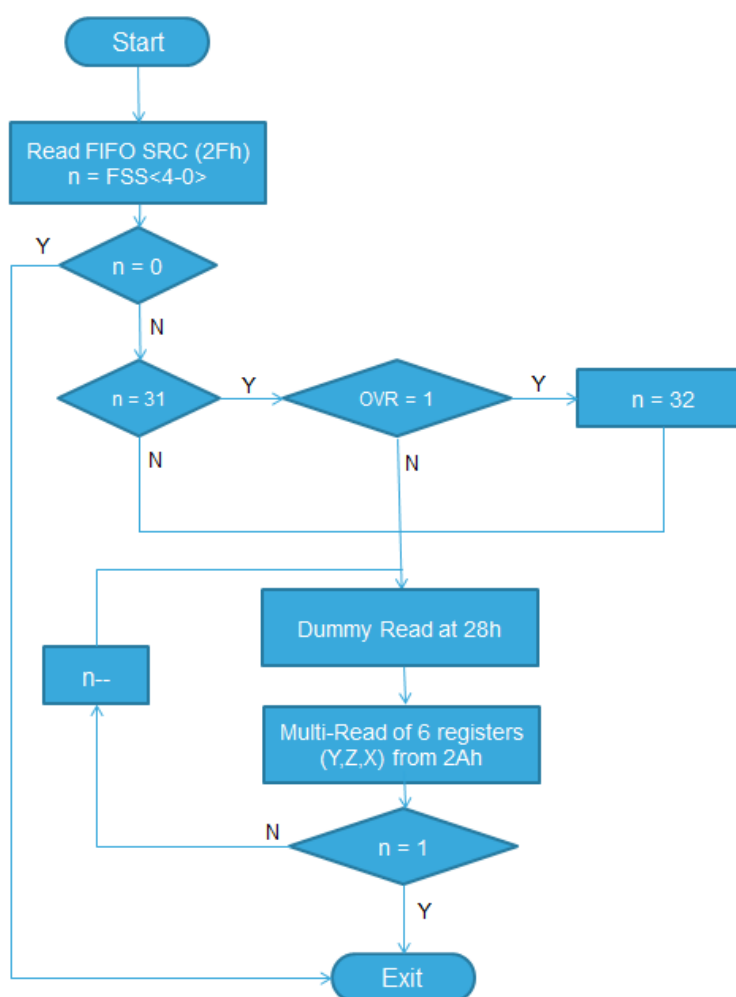 Start
Read FIFO SRC (2Fh)
n = FSS<4-0>
Y
n = 0
N
n = 31
Y
OVR = 1
Y
n = 32
N
N
Dummy Read at 28h
n--
Multi-Read of 6 registers
(Y,Z,X) from 2Ah
N
n = 1
Y
Exit